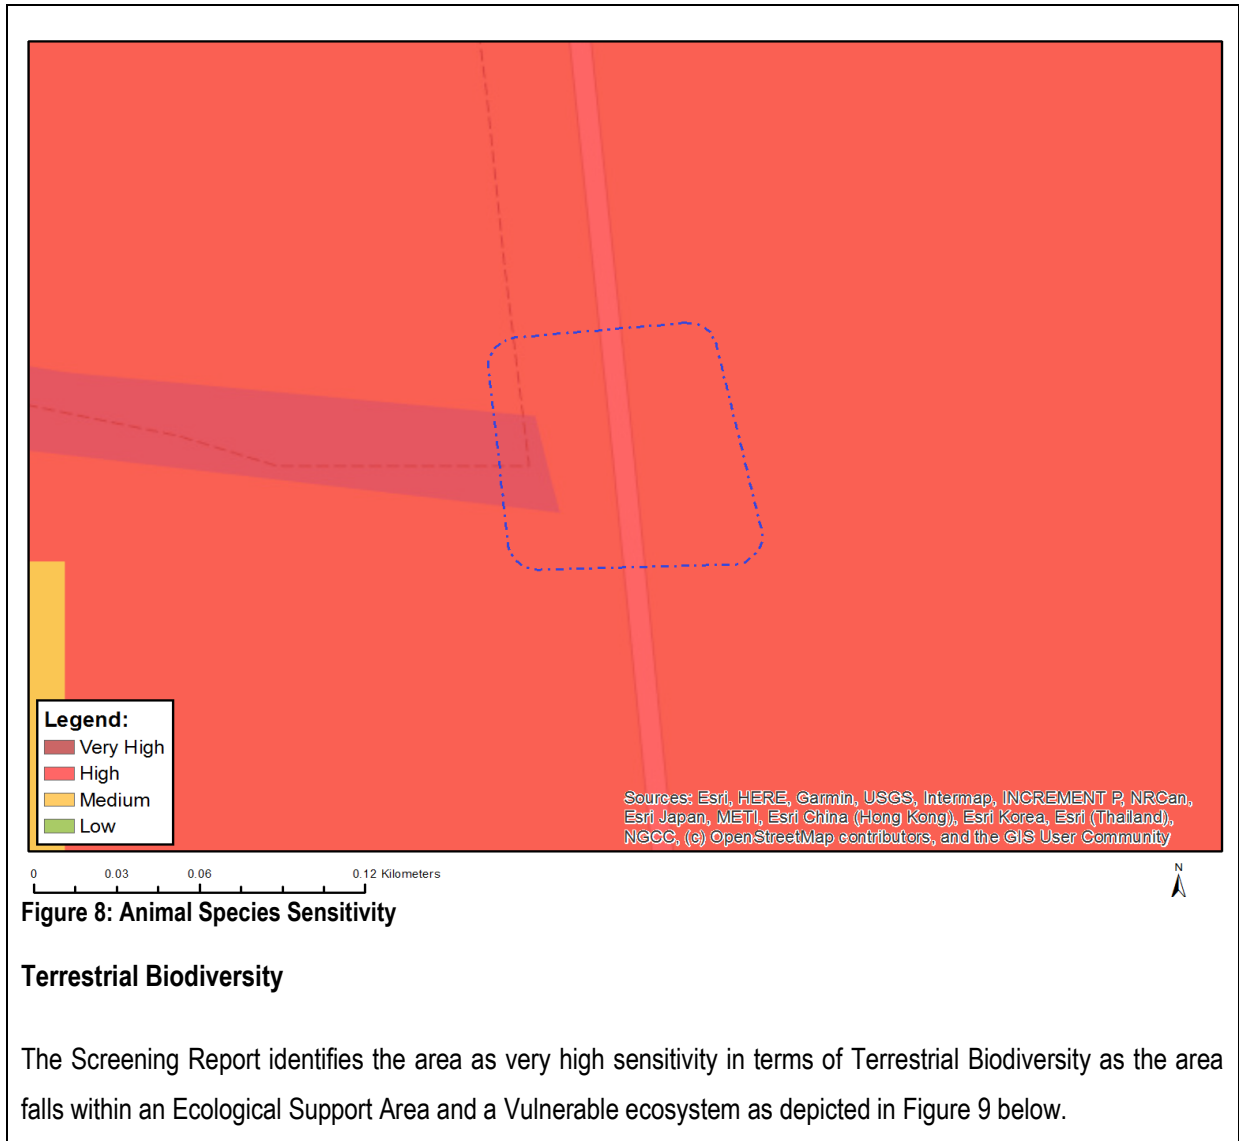 Legend:
Very High
High
Medium
Low
Sources: Esri, HERE, Garmin, USGS, Intermap, INCREMENT P, NRCan,
Esri Japan, METI, Esri China (Hong Kong), Esri Korea, Esri (Thailand),
NGCC, (c) OpenStreetMap contributors, and the GIS User Community
0 0.03 0.06 0.12 Kilometers
N
Figure 8: Animal Species Sensitivity
Terrestrial Biodiversity
The Screening Report identifies the area as very high sensitivity in terms of Terrestrial Biodiversity as the area
falls within an Ecological Support Area and a Vulnerable ecosystem as depicted in Figure 9 below.